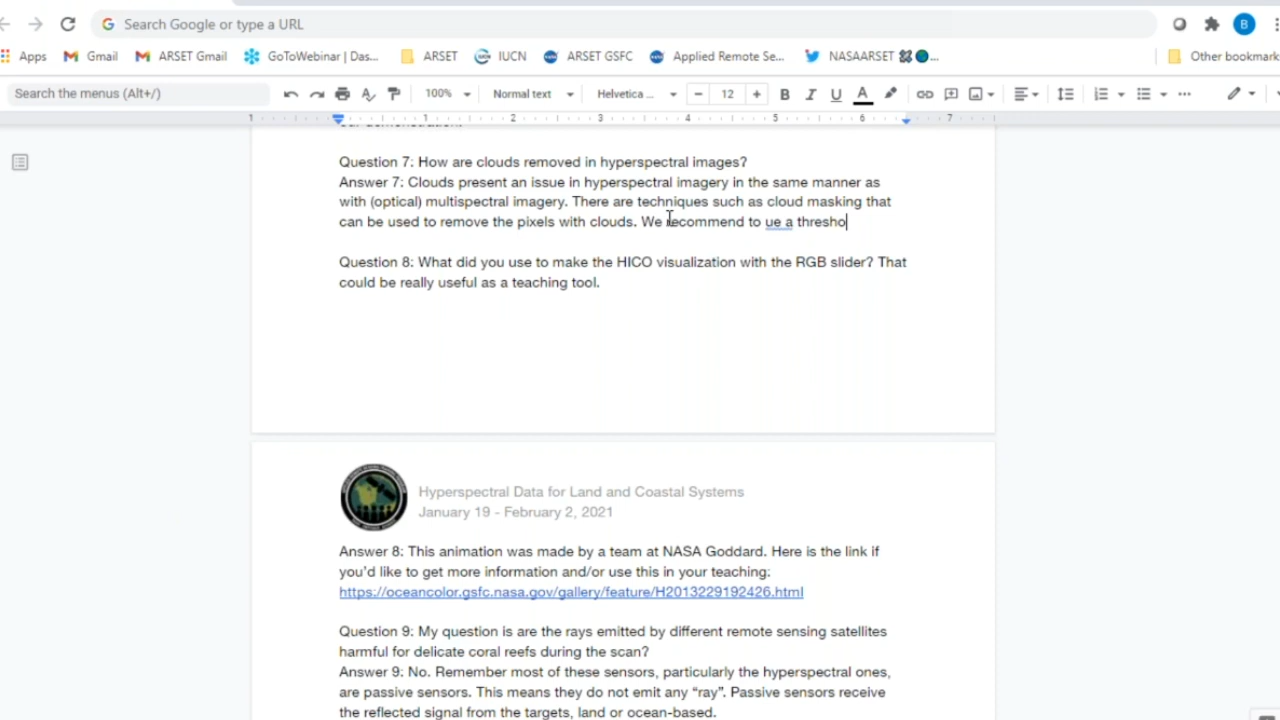 Search Google or type a URL
B
Apps
Gmail
ARSET Gmail
GoToWebinar | Das...
ARSET
IUCN
ARSET GSFC
Applied Remote Se...
NASAARSET
Other bookmark
Search the menus (Alt+/)
100%
Normal text
Helvetica ...
12
B
I
U
A
1 1 2 3 4 5 6 7
our demonstration.
Question 7: How are clouds removed in hyperspectral images?
Answer 7: Clouds present an issue in hyperspectral imagery in the same manner as
with (optical) multispectral imagery. There are techniques such as cloud masking that
can be used to remove the pixels with clouds. We recommend to ue a thresho
Question 8: What did you use to make the HICO visualization with the RGB slider? That
could be really useful as a teaching tool.
Hyperspectral Data for Land and Coastal Systems
January 19 - February 2, 2021
Answer 8: This animation was made by a team at NASA Goddard. Here is the link if
you'd like to get more information and/or use this in your teaching:
https://oceancolor.gsfc.nasa.gov/gallery/feature/H2013229192426.html
Question 9: My question is are the rays emitted by different remote sensing satellites
harmful for delicate coral reefs during the scan?
Answer 9: No. Remember most of these sensors, particularly the hyperspectral ones,
are passive sensors. This means they do not emit any “ray”. Passive sensors receive
the reflected signal from the targets, land or ocean-based.